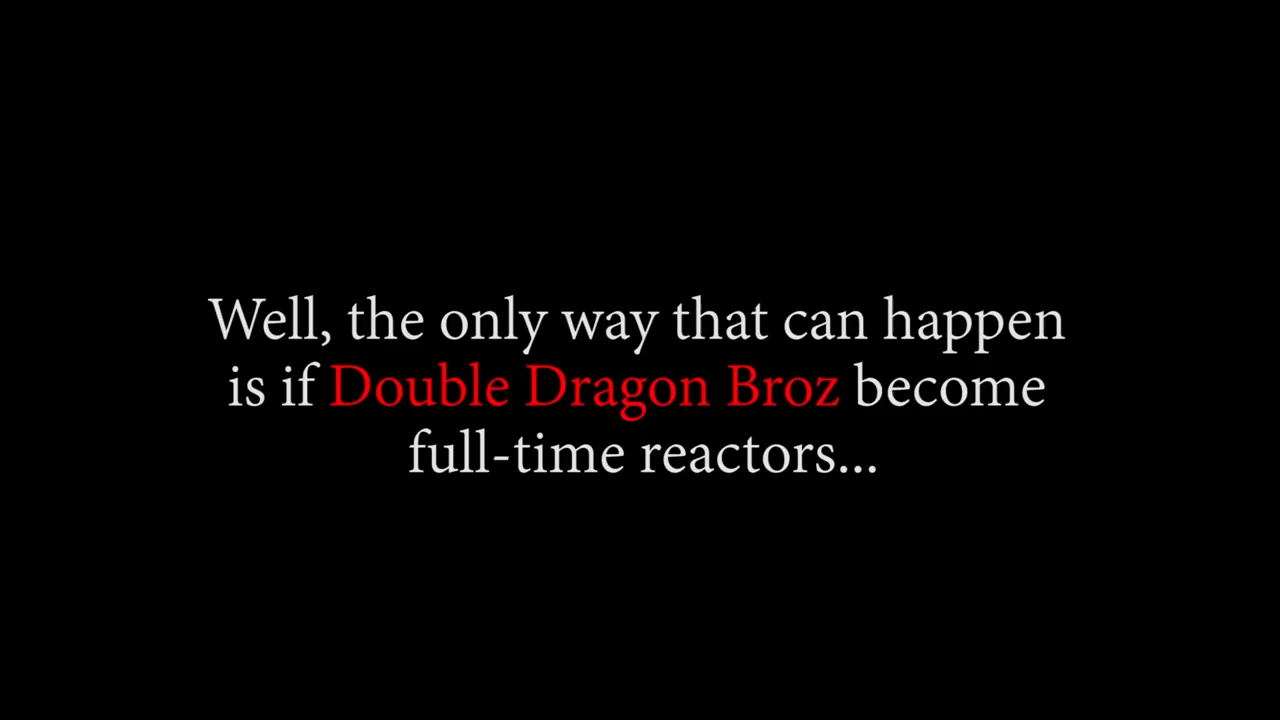 Well, the only way that can happen
is if Double Dragon Broz become
full-time reactors...